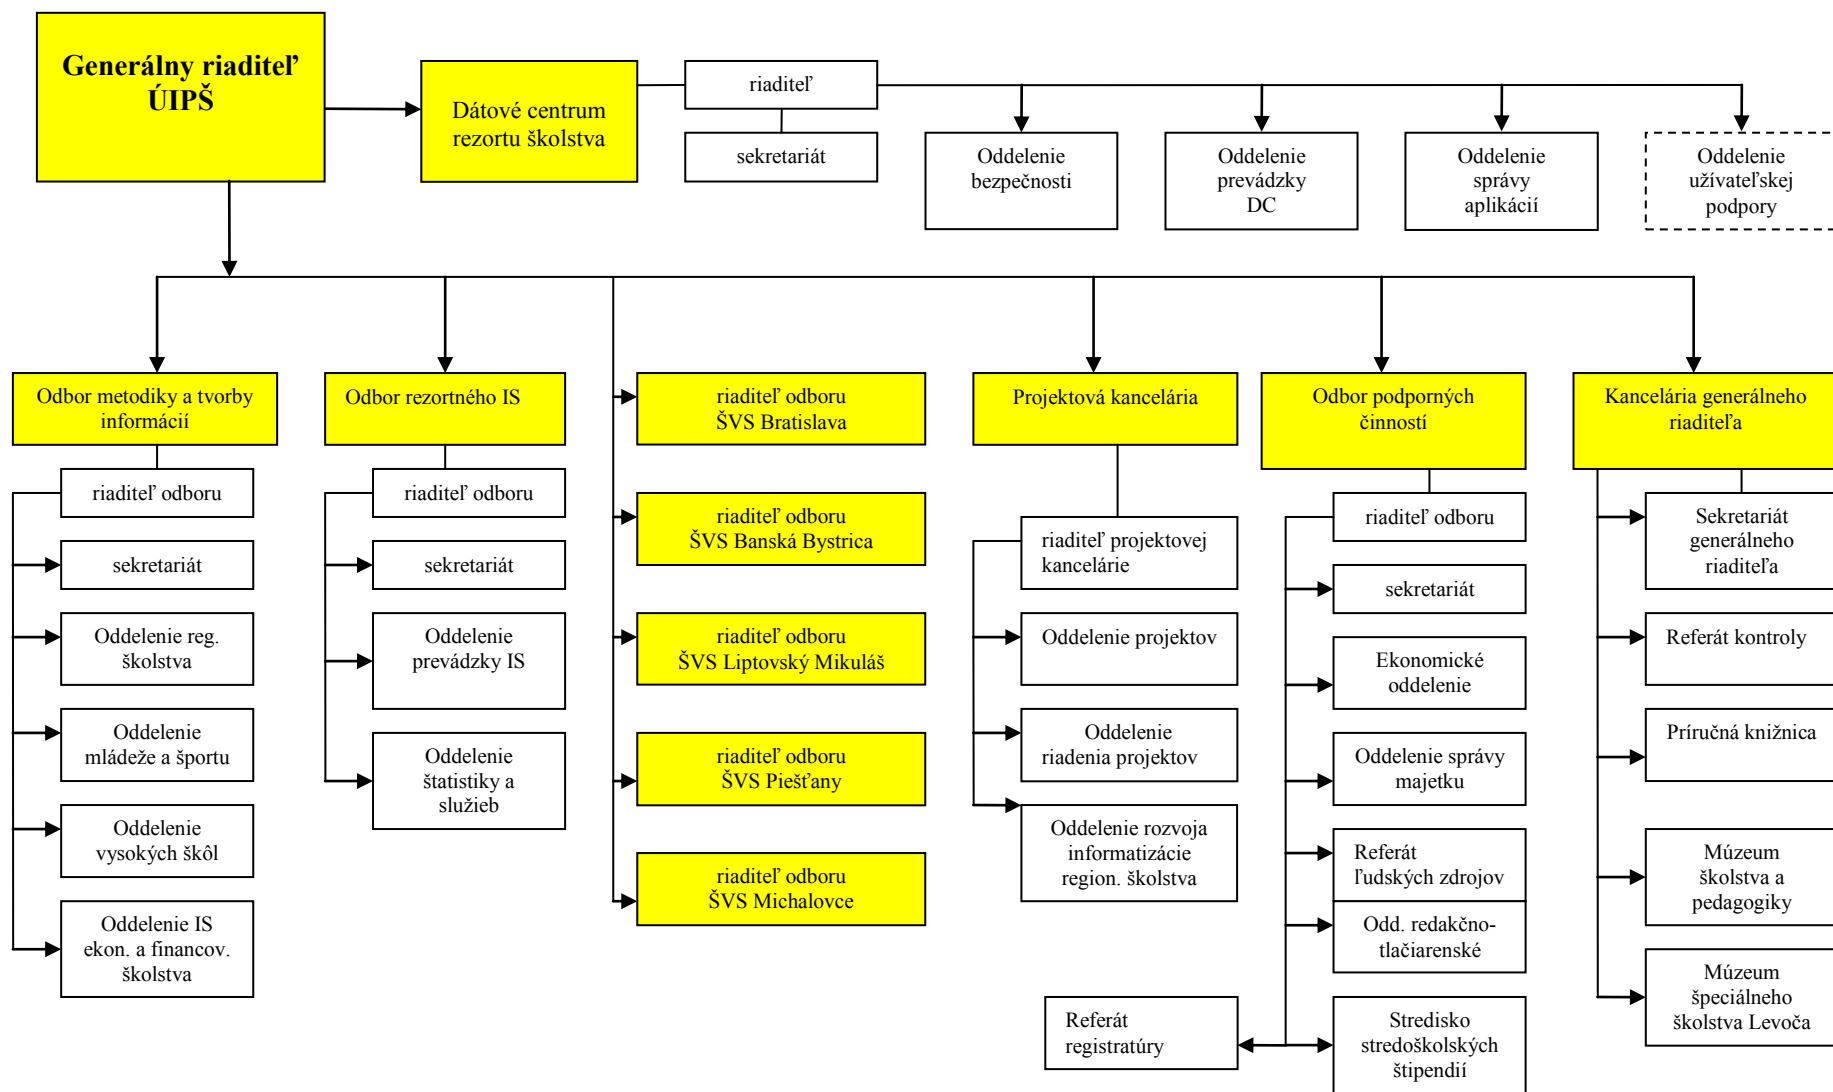 Generálny riaditeľ
ÚIPŠ
Dátové centrum
rezortu školstva
riaditeľ
sekretariát
Oddelenie
bezpečnosti
Oddelenie
prevádzky
DC
Oddelenie
správy
aplikácií
Oddelenie
užívateľskej
podpory
Odbor metodiky a tvorby
informácií
riaditeľ odboru
sekretariát
Oddelenie reg.
školstva
Oddelenie
mládeže a športu
Oddelenie
vysokých škôl
Oddelenie IS
ekon. a financov.
školstva
Odbor rezortného IS
riaditeľ odboru
sekretariát
Oddelenie
prevádzky IS
Oddelenie
štatistiky a
služieb
riaditeľ odboru
ŠVS Bratislava
riaditeľ odboru
ŠVS Banská Bystrica
riaditeľ odboru
ŠVS Liptovský Mikuláš
riaditeľ odboru
ŠVS Piešťany
riaditeľ odboru
ŠVS Michalovce
Projektová kancelária
riaditeľ projektovej
kancelárie
Oddelenie projektov
Oddelenie
riadenia projektov
Oddelenie rozvoja
informatizácie
region. školstva
Odbor podporných
činností
riaditeľ odboru
sekretariát
Ekonomické
oddelenie
Oddelenie správy
majetku
Referát
ľudských zdrojov
Odd. redakčno-
tlačiarenské
Referát
registratúry
Stredisko
stredoškolských
štipendií
Kancelária generálneho
riaditeľa
Sekretariát
generálneho
riaditeľa
Referát kontroly
Príručná knižnica
Múzeum
školstva a
pedagogiky
Múzeum
špeciálneho
školstva Levoča